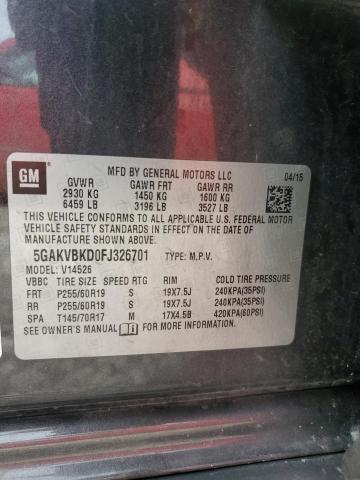 GM
MFD BY GENERAL MOTORS LLC
04/15
GVWR GAWR FRT GAWR RR
2930 KG 1450 KG 1600 KG
6459 LB 3196 LB 3527 LB
THIS VEHICLE CONFORMS TO ALL APPLICABLE U.S. FEDERAL MOTOR
VEHICLE SAFETY STANDARDS IN EFFECT ON THE DATE OF
MANUFACTURE SHOWN ABOVE.
5GAKVBKD0FJ326701 TYPE: M.P.V.
MODEL: V14526
VBBC TIRE SIZE SPEED RTG RIM COLD TIRE PRESSURE
FRT P255/60R19 S 19X7.5J 240KPA(35PSI)
RR P255/60R19 S 19X7.5J 240KPA(35PSI)
SPA T145/70R17 M 17X4.5B 420KPA(60PSI)
SEE OWNER'S MANUAL FOR MORE INFORMATION.